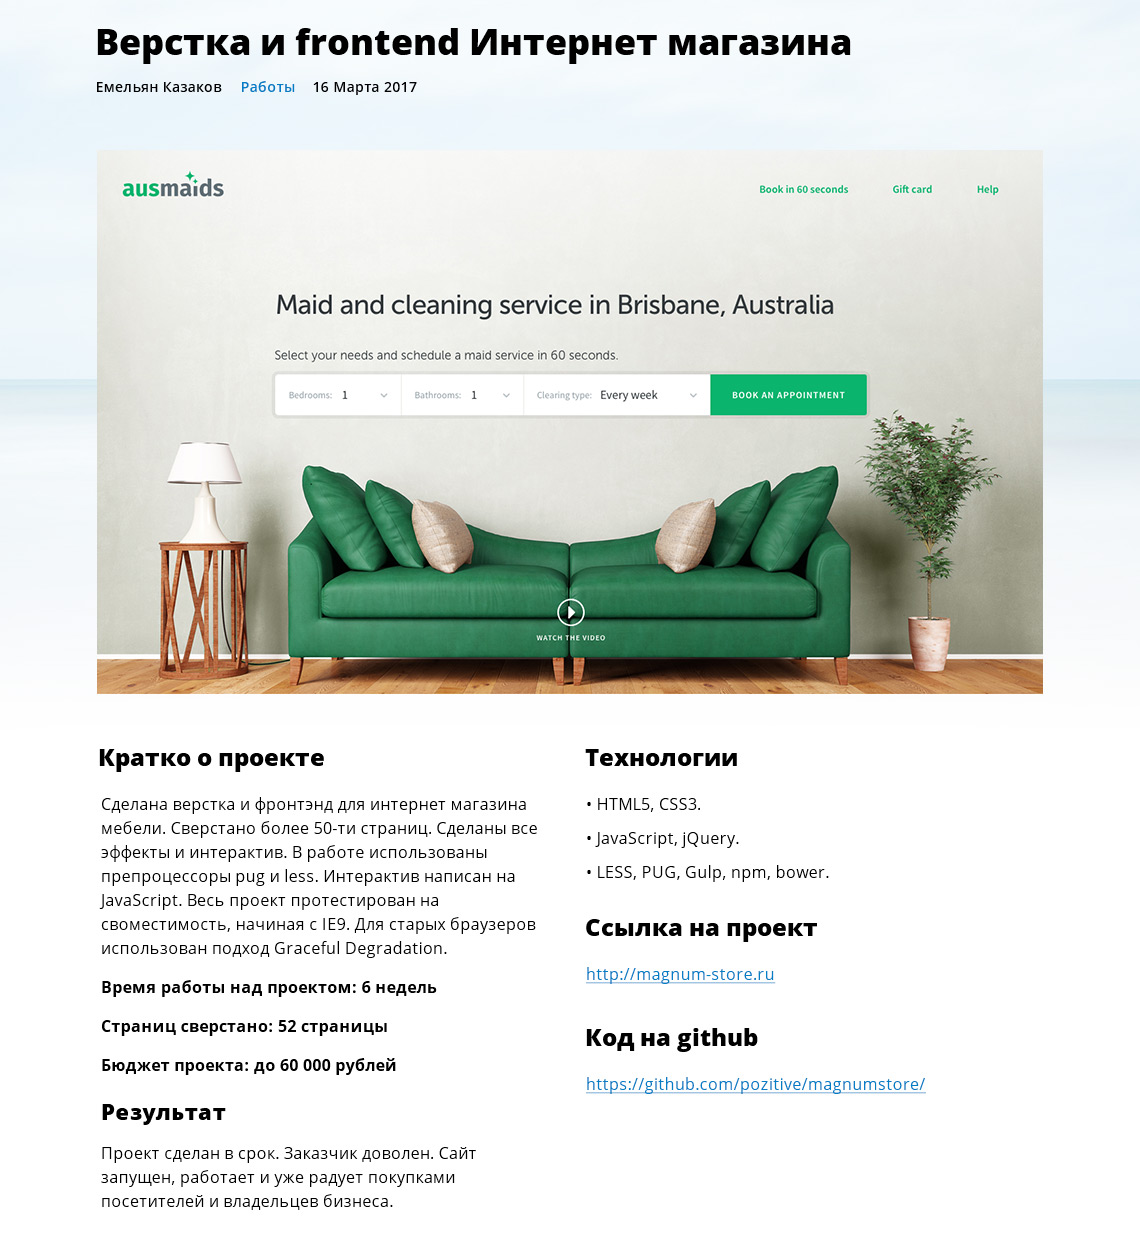 Верстка и frontend Интернет магазина
Емельян Казаков Работы 16 Марта 2017
ausmaids
Book in 60 seconds Gift card Help
Maid and cleaning service in Brisbane, Australia
Select your needs and schedule a maid service in 60 seconds.
Bedrooms: 1 Bathrooms: 1 Clearing type: Every week BOOK AN APPOINTMENT
WATCH THE VIDEO
Кратко о проекте
Сделана верстка и фронтэнд для интернет магазина
мебели. Сверстано более 50-ти страниц. Сделаны все
эффекты и интерактив. В работе использованы
препроцессоры pug и less. Интерактив написан на
JavaScript. Весь проект протестирован на
своместимость, начиная с IE9. Для старых браузеров
использован подход Graceful Degradation.
Время работы над проектом: 6 недель
Страниц сверстано: 52 страницы
Бюджет проекта: до 60 000 рублей
Результат
Проект сделан в срок. Заказчик доволен. Сайт
запущен, работает и уже радует покупками
посетителей и владельцев бизнеса.
Технологии
• HTML5, CSS3.
• JavaScript, jQuery.
• LESS, PUG, Gulp, npm, bower.
Ссылка на проект
http://magnum-store.ru
Код на github
https://github.com/pozitive/magnumstore/